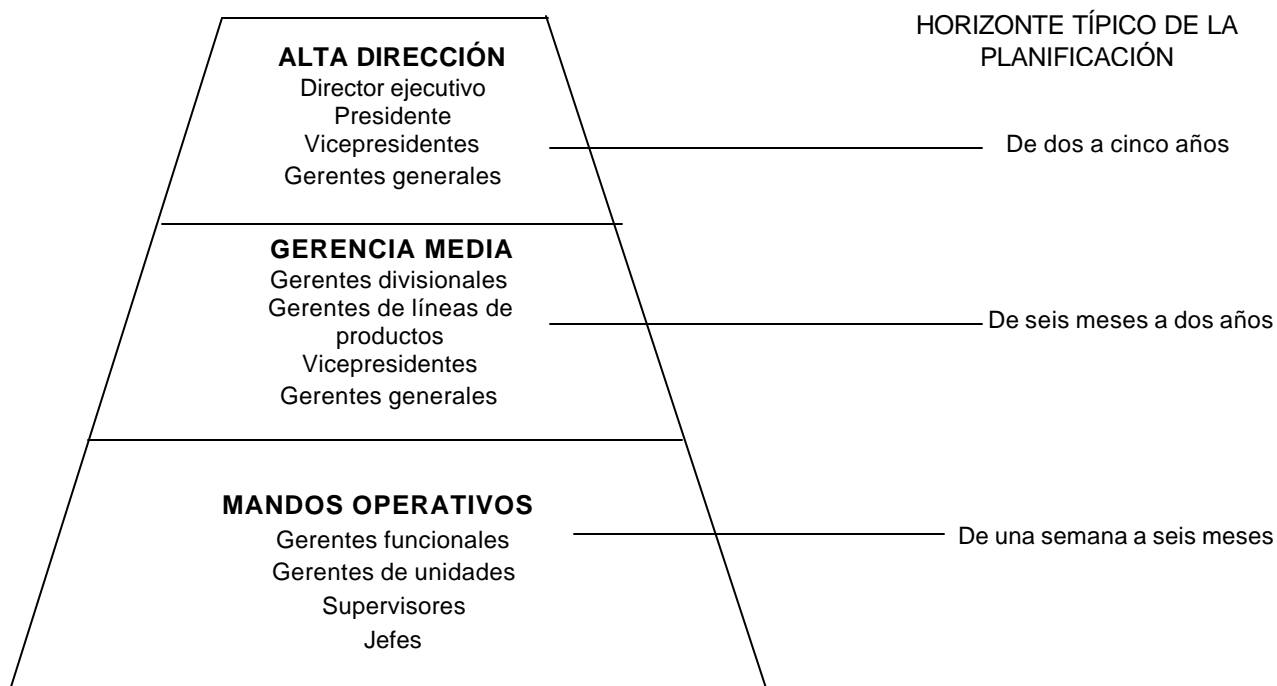 HORIZONTE TÍPICO DE LA
PLANIFICACIÓN
ALTA DIRECCIÓN
Director ejecutivo
Presidente
Vicepresidentes
Gerentes generales
De dos a cinco años
GERENCIA MEDIA
Gerentes divisionales
Gerentes de líneas de
productos
Vicepresidentes
Gerentes generales
De seis meses a dos años
MANDOS OPERATIVOS
Gerentes funcionales
Gerentes de unidades
Supervisores
Jefes
De una semana a seis meses